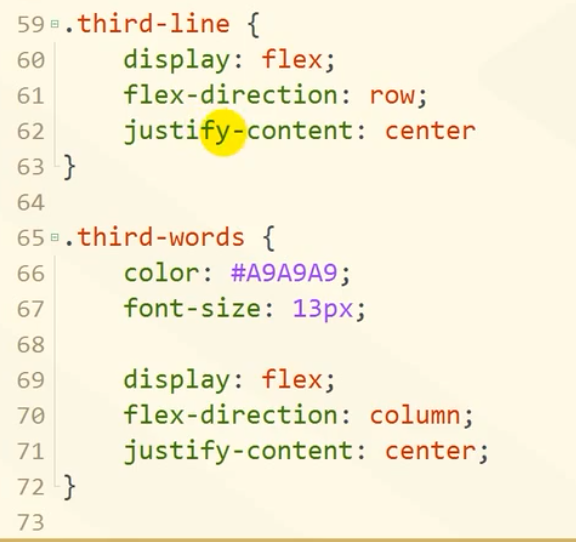 59 .third-line {
60 display: flex;
61 flex-direction: row;
62 justify-content: center
63 }
64
65 .third-words {
66 color: #A9A9A9;
67 font-size: 13px;
68
69 display: flex;
70 flex-direction: column;
71 justify-content: center;
72 }
73